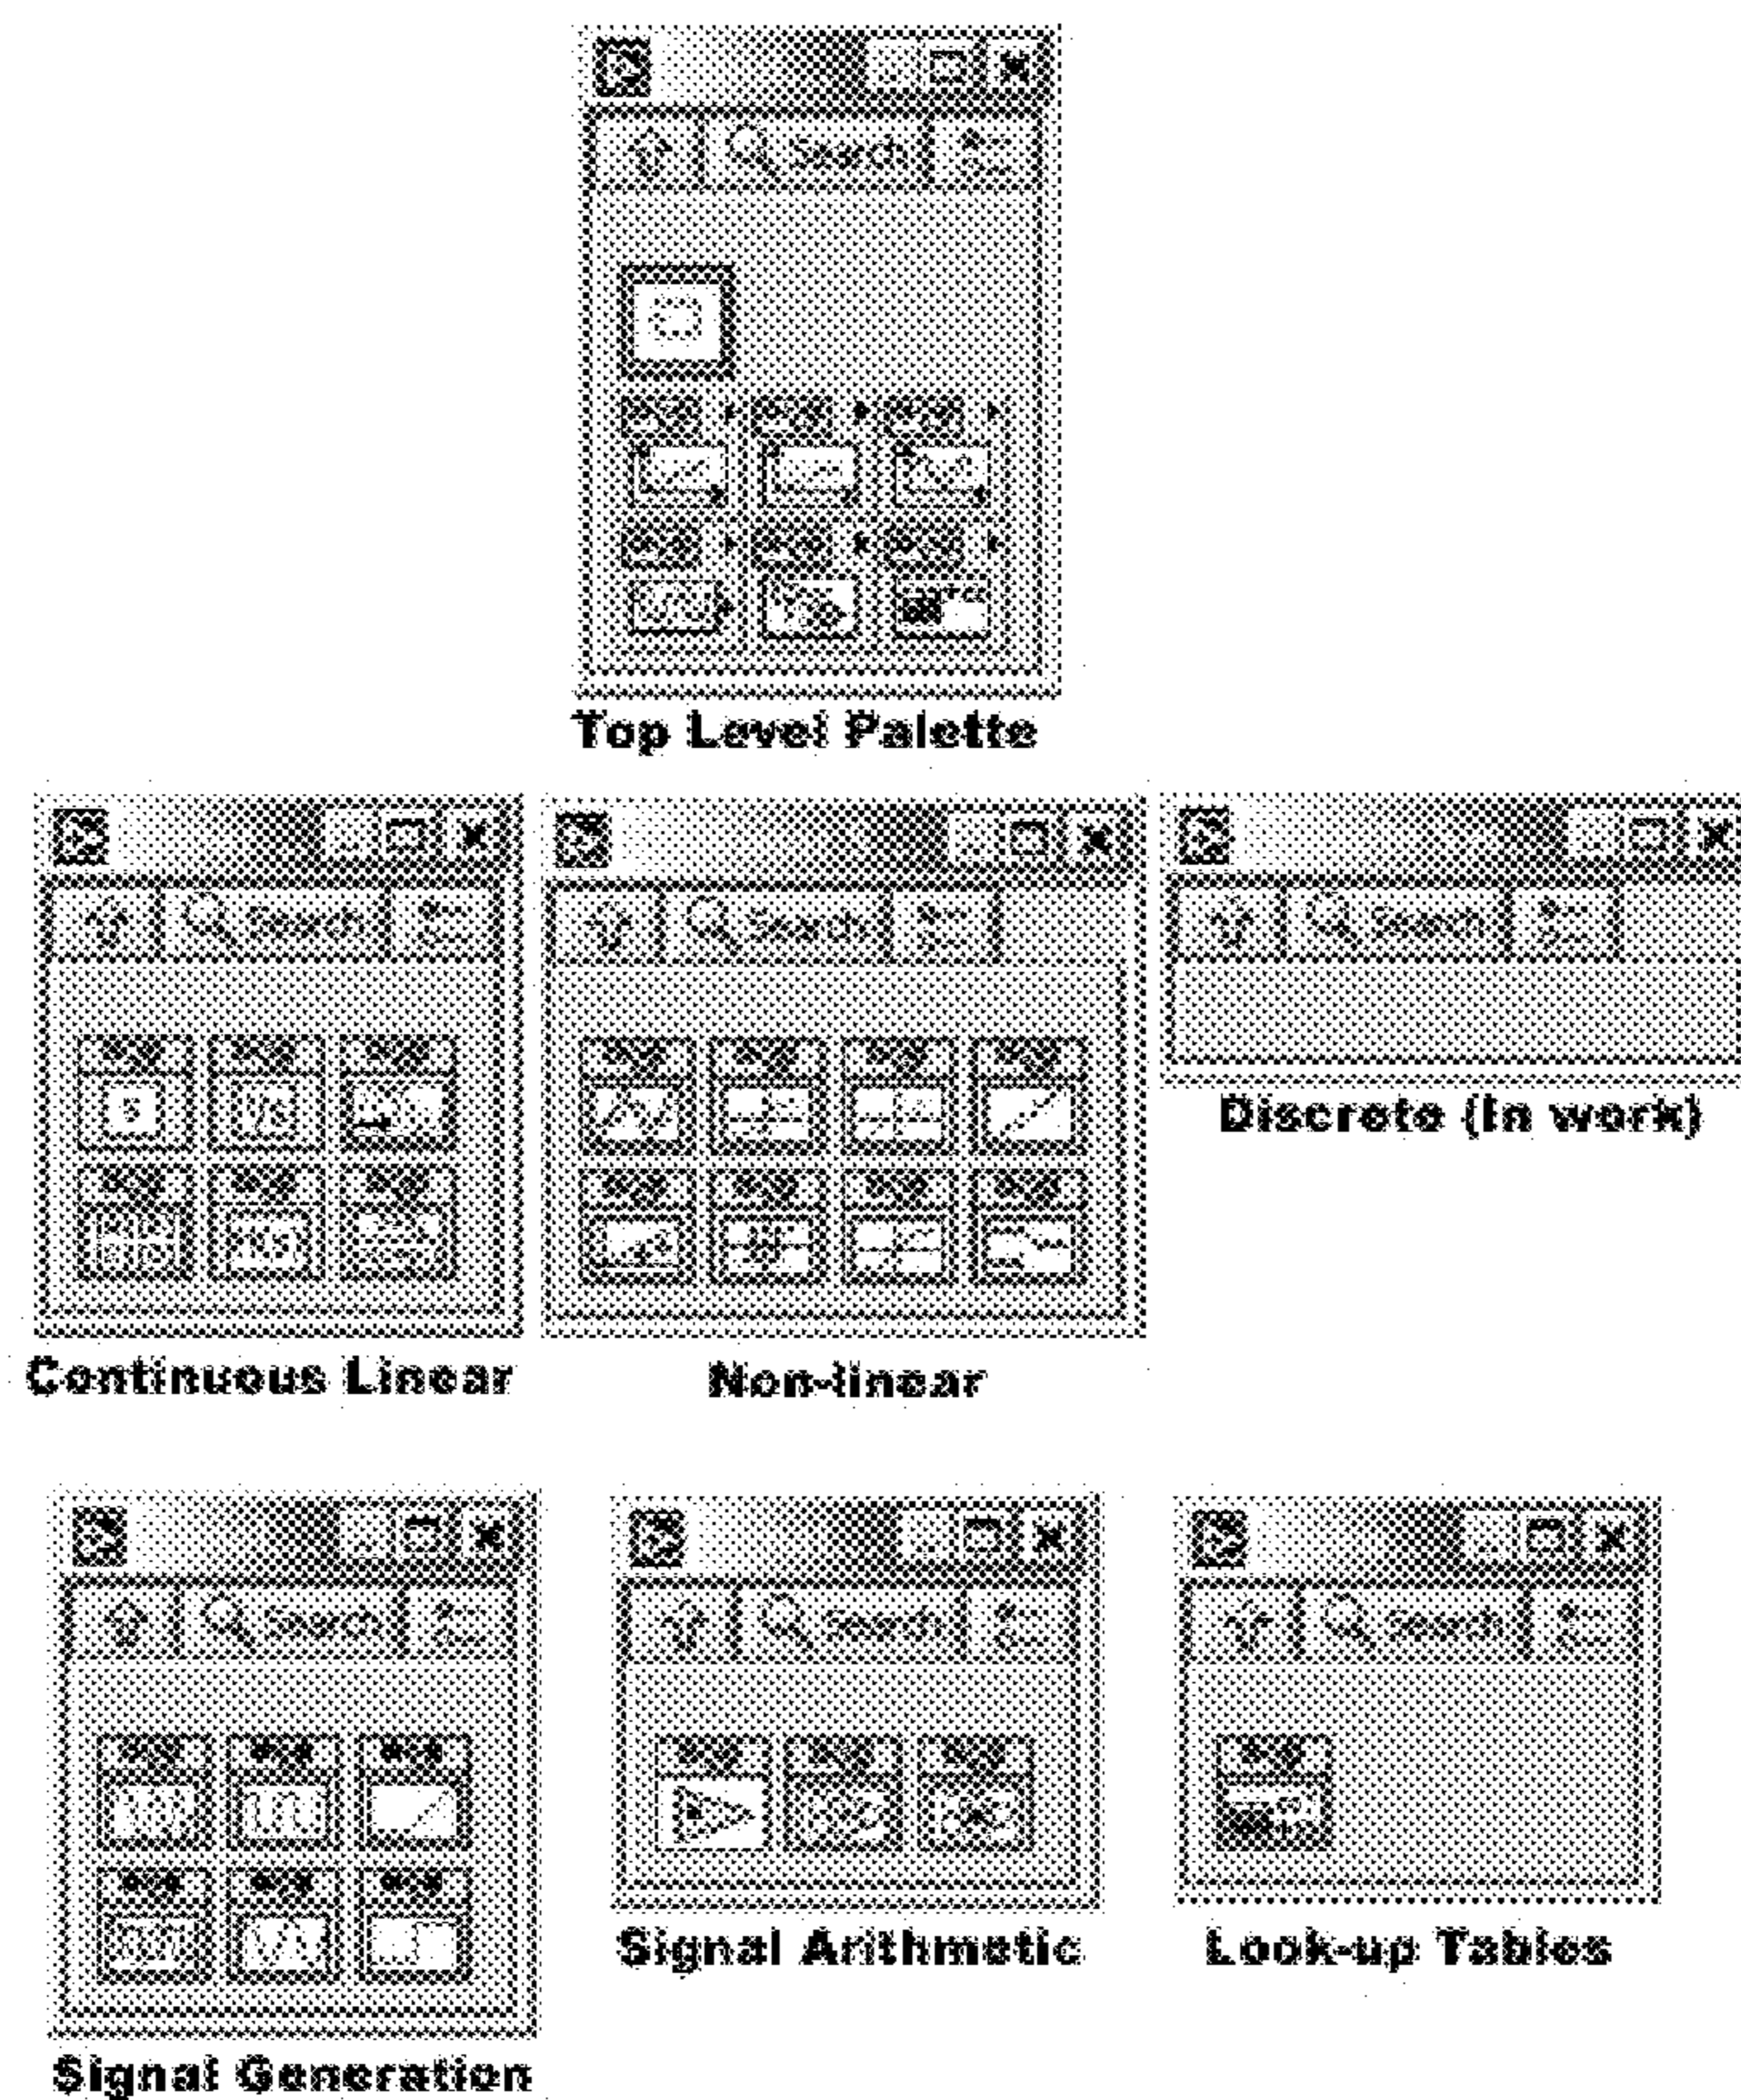 Search
Top Level Palette
Search
Search
Search
Discrete (In work)
Continuous Linear
Non-linear
Search
Search
Search
Signal Arithmetic
Look-up Tables
Signal Generation